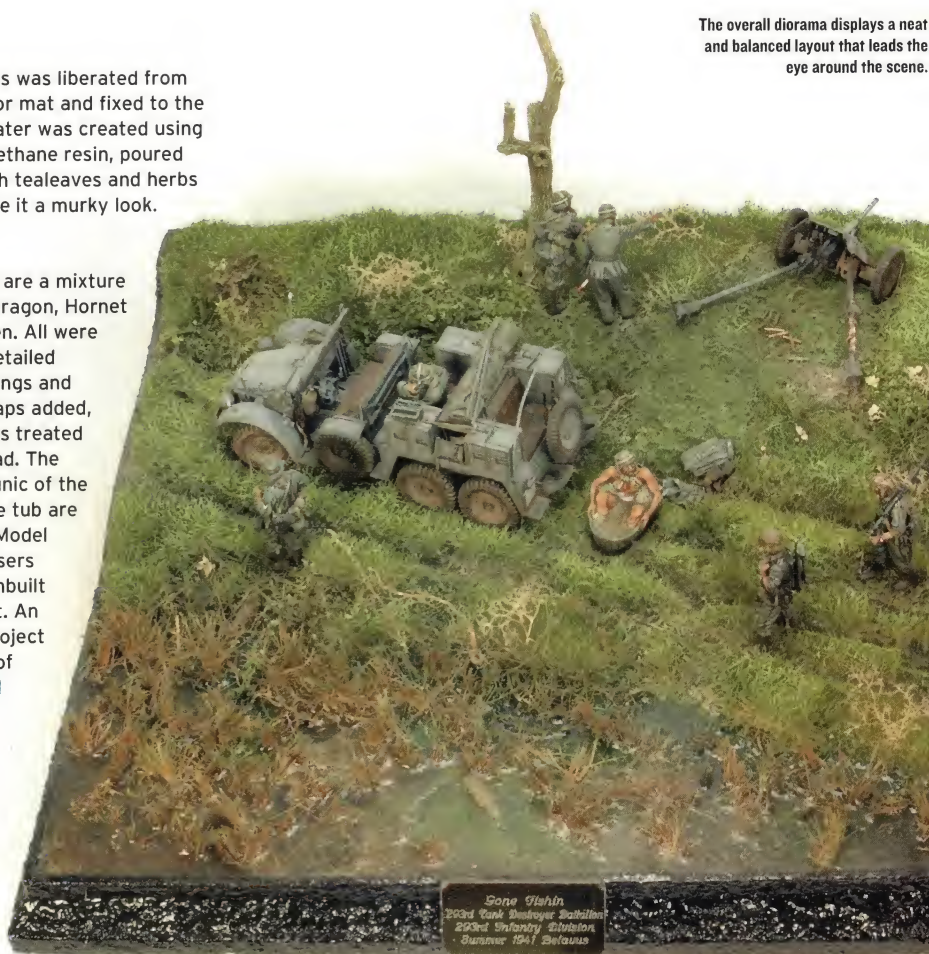 The overall diorama displays a neat
and balanced layout that leads the
eye around the scene.
s was liberated from
or mat and fixed to the
ater was created using
ethane resin, poured
h tealeaves and herbs
e it a murky look.
are a mixture
ragon, Hornet
en. All were
etailed
ngs and
aps added,
s treated
ad. The
unic of the
e tub are
Model
sers
nbuilt
t. An
oject
of
Gone Fishin
293rd Tank Destroyer Battalion
293rd Infantry Division
Summer 1941 Belarus